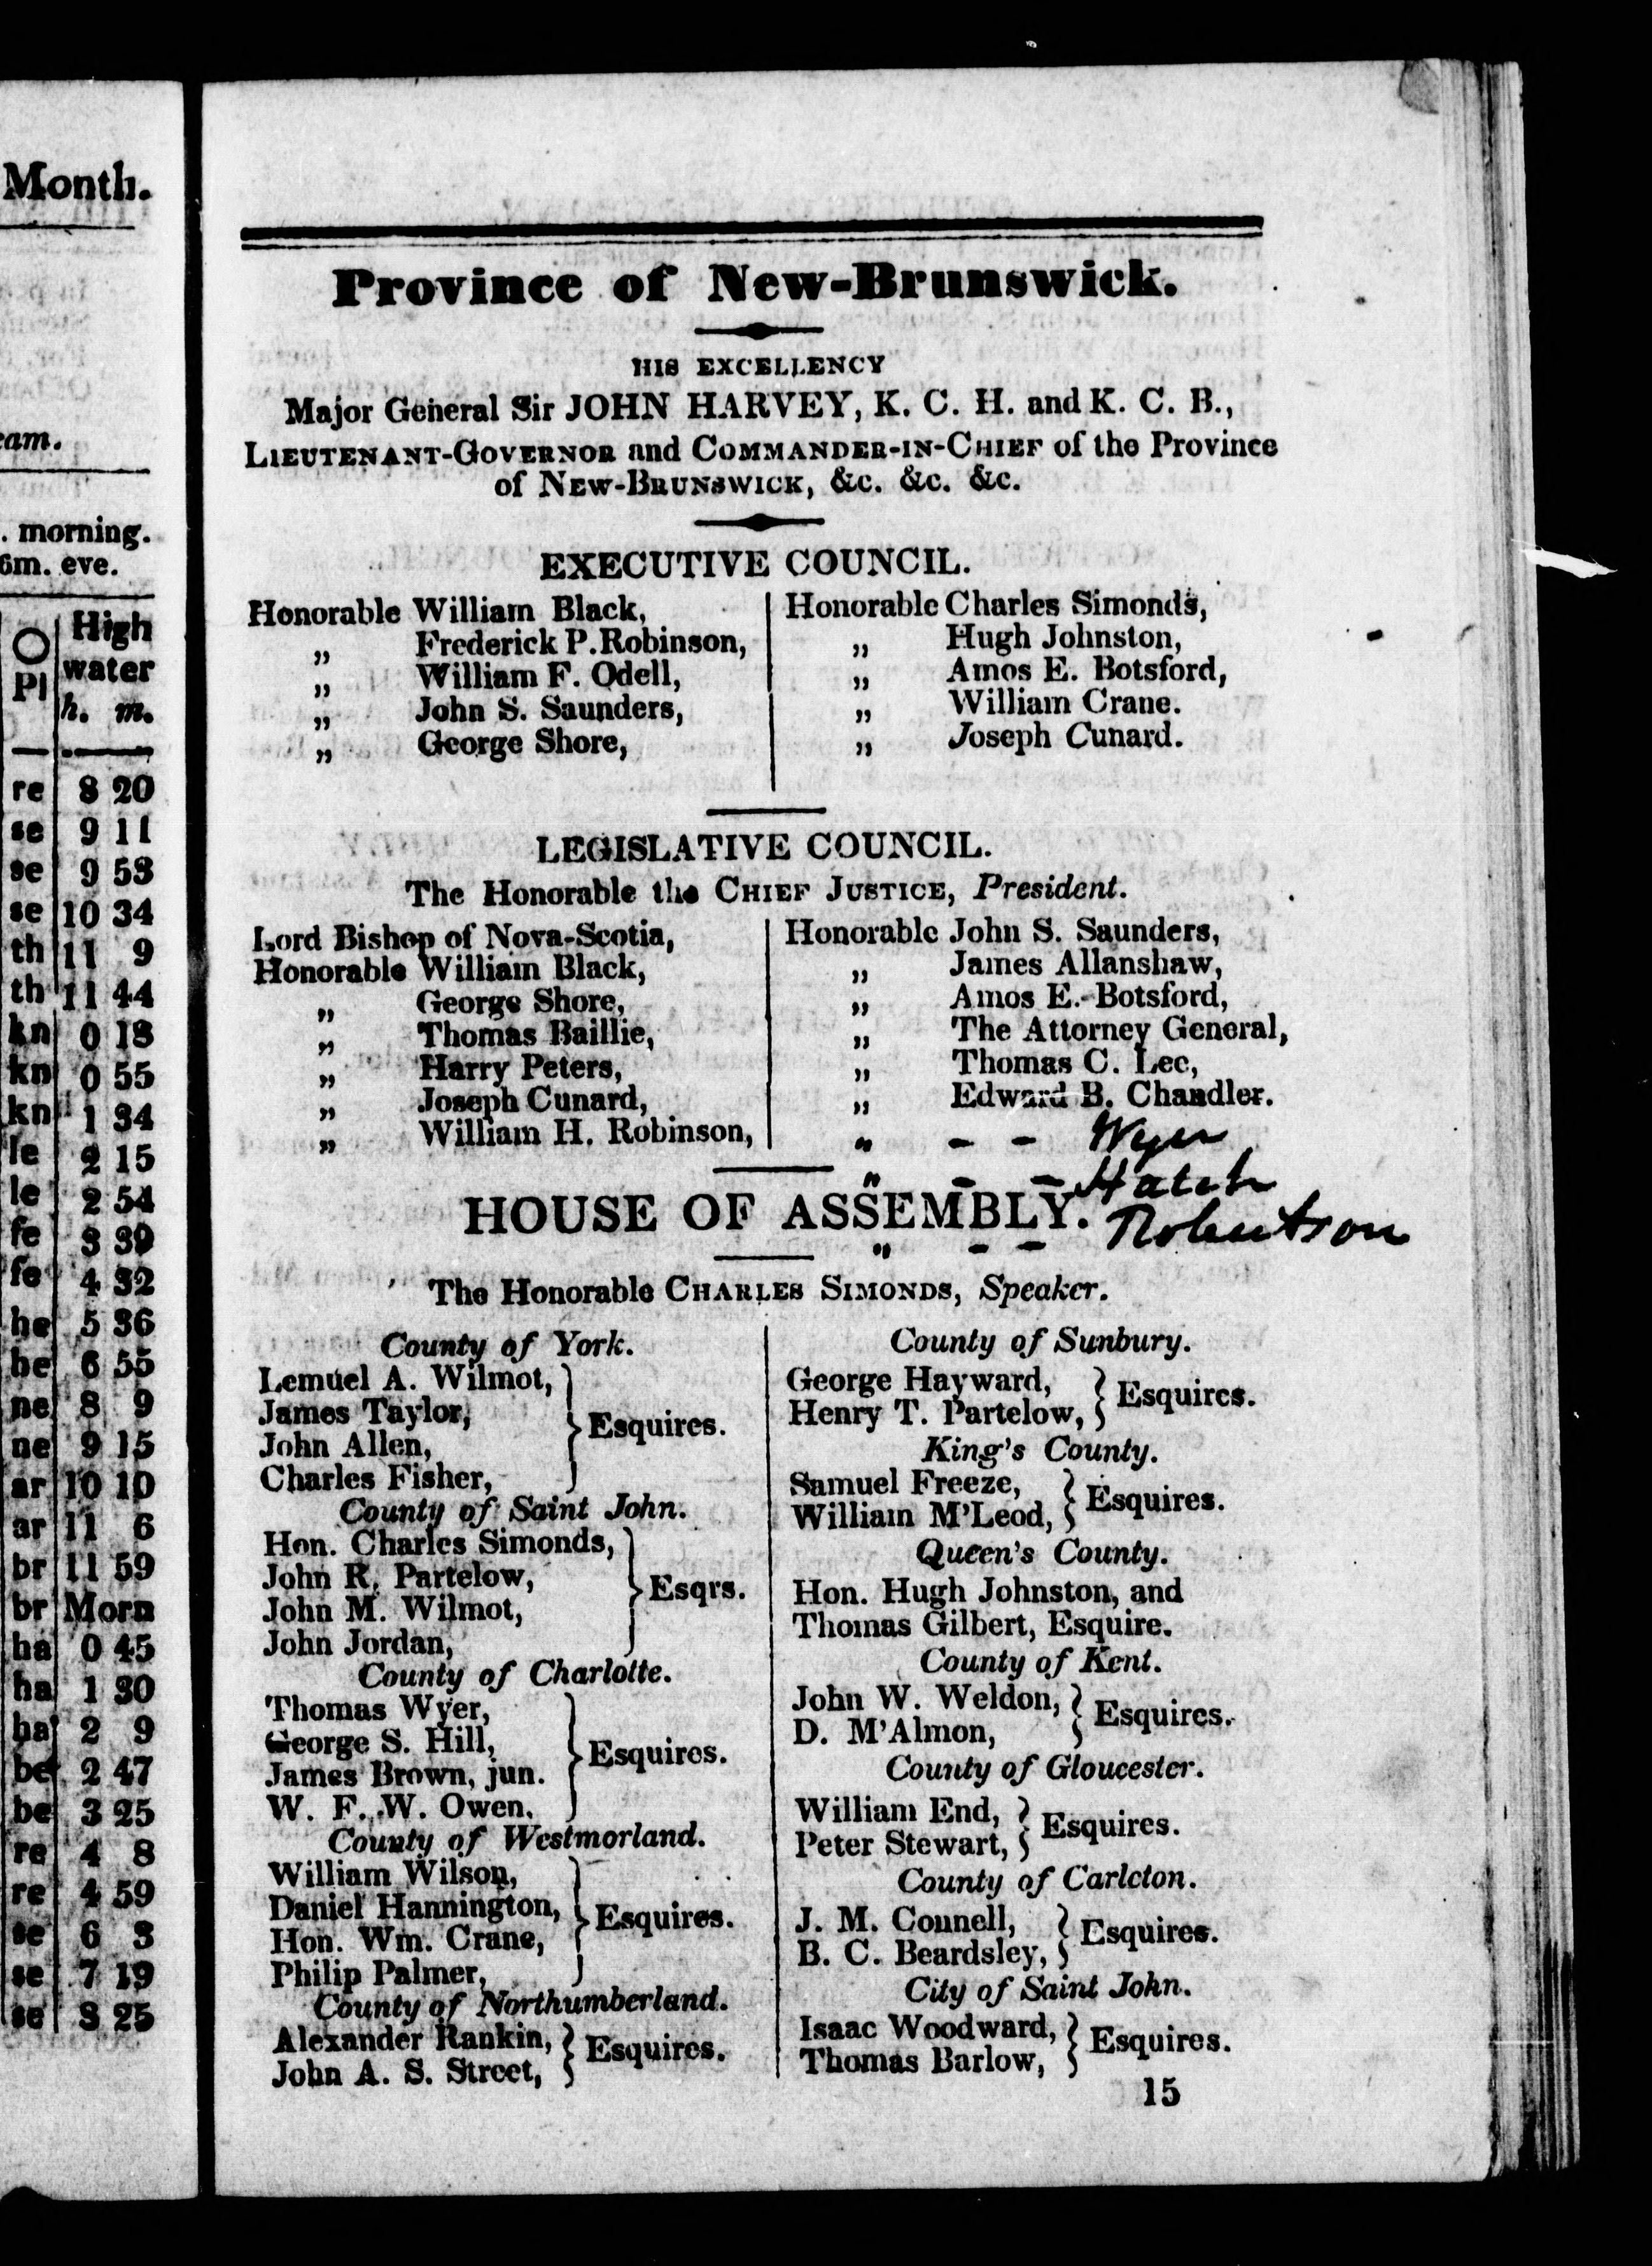 Month.
eam.
. morning.
6m. eve.
O
Pl
High
water
h. m.
re 8 20
se 9 11
se 9 53
se 10 34
th 11 9
th 11 44
kn 0 18
kn 0 55
kn 1 34
le 2 15
le 2 54
fe 3 39
fe 4 32
he 5 36
he 6 55
ne 8 9
ne 9 15
ar 10 10
ar 11 6
br 11 59
br Morn
ha 0 45
ha 1 30
ha 2 9
be 2 47
be 3 25
re 4 8
re 4 59
se 6 3
se 7 19
se 8 25
Province of New-Brunswick.
HIS EXCELLENCY
Major General Sir JOHN HARVEY, K. C. H. and K. C. B.,
LIEUTENANT-GOVERNOR and COMMANDER-IN-CHIEF of the Province
of NEW-BRUNSWICK, &c. &c. &c.
EXECUTIVE COUNCIL.
Honorable William Black,
„ Frederick P. Robinson,
„ William F. Odell,
„ John S. Saunders,
„ George Shore,
Honorable Charles Simonds,
„ Hugh Johnston,
„ Amos E. Botsford,
„ William Crane.
„ Joseph Cunard.
LEGISLATIVE COUNCIL.
The Honorable the CHIEF JUSTICE, President.
Lord Bishop of Nova-Scotia,
Honorable William Black,
„ George Shore,
„ Thomas Baillie,
„ Harry Peters,
„ Joseph Cunard,
„ William H. Robinson,
Honorable John S. Saunders,
„ James Allanshaw,
„ Amos E. Botsford,
„ The Attorney General,
„ Thomas C. Lee,
„ Edward B. Chandler.
„ - - Wyer
„ - - Hatch
„ - - Robertson
HOUSE OF ASSEMBLY.
The Honorable CHARLES SIMONDS, Speaker.
County of York.
Lemuel A. Wilmot,
James Taylor,
John Allen,
Charles Fisher,
Esquires.
County of Saint John.
Hon. Charles Simonds,
John R. Partelow,
John M. Wilmot,
John Jordan,
Esqrs.
County of Charlotte.
Thomas Wyer,
George S. Hill,
James Brown, jun.
W. F. W. Owen.
Esquires.
County of Westmorland.
William Wilson,
Daniel Hannington,
Hon. Wm. Crane,
Philip Palmer,
Esquires.
County of Northumberland.
Alexander Rankin,
John A. S. Street,
Esquires.
County of Sunbury.
George Hayward,
Henry T. Partelow,
Esquires.
King's County.
Samuel Freeze,
William M'Leod,
Esquires.
Queen's County.
Hon. Hugh Johnston, and
Thomas Gilbert, Esquire.
County of Kent.
John W. Weldon,
D. M'Almon,
Esquires.
County of Gloucester.
William End,
Peter Stewart,
Esquires.
County of Carleton.
J. M. Connell,
B. C. Beardsley,
Esquires.
City of Saint John.
Isaac Woodward,
Thomas Barlow,
Esquires.
15